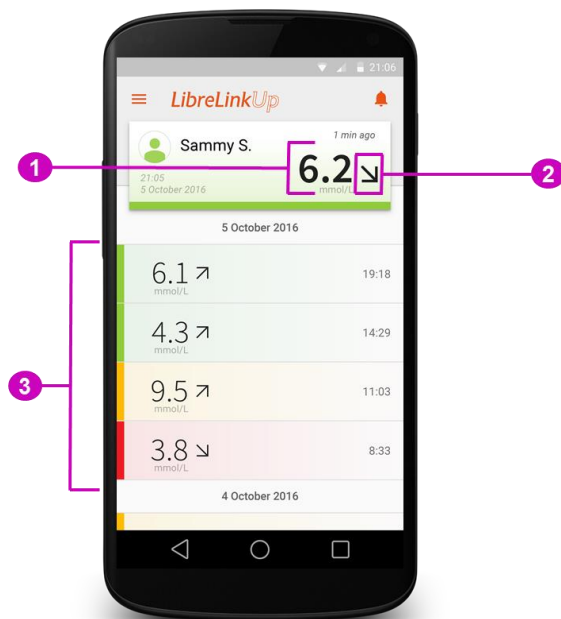 21:06
LibreLinkUp
1 min ago
Sammy S.
1
6.2
2
21:05
5 October 2016
mmol/L
5 October 2016
6.1
19:18
mmol/L
4.3
14:29
mmol/L
3
9.5
11:03
mmol/L
3.8
8:33
mmol/L
4 October 2016